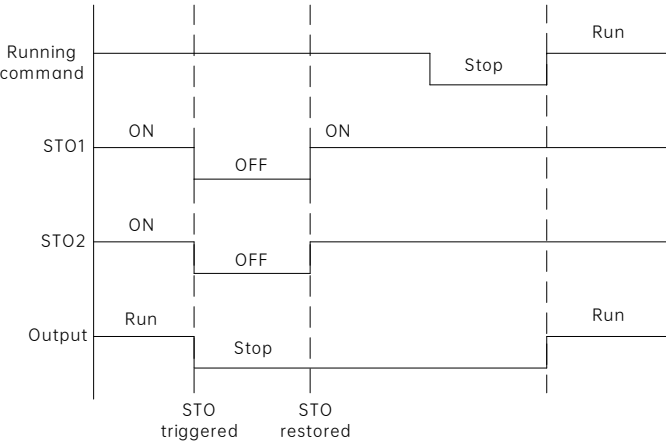 Run
Running
command
Stop
ON
ON
STO1
OFF
ON
STO2
OFF
Run
Run
Output
Stop
STO
triggered
STO
restored